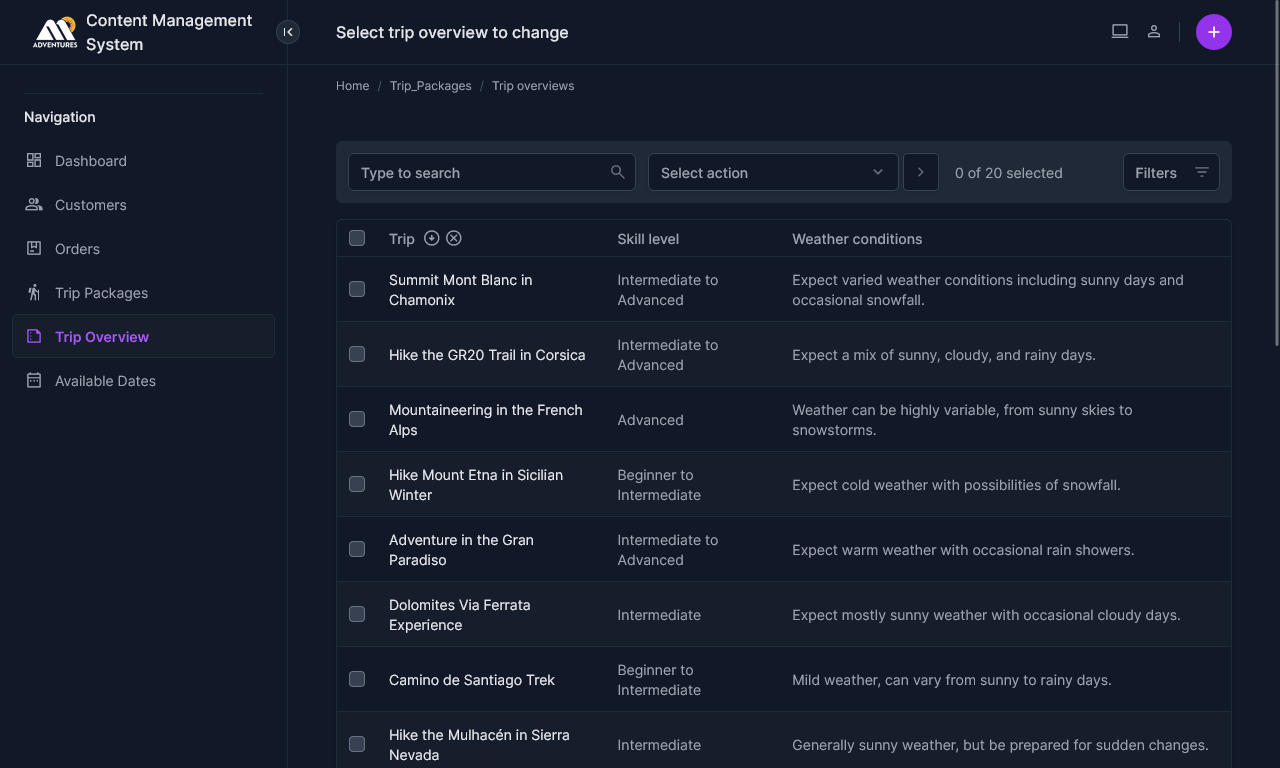 ADVENTURES
Content Management
System
Select trip overview to change
Home / Trip_Packages / Trip overviews
Navigation
Dashboard
Customers
Orders
Trip Packages
Trip Overview
Available Dates
Type to search
Select action
0 of 20 selected
Filters
Trip
Skill level
Weather conditions
Summit Mont Blanc in
Chamonix
Intermediate to
Advanced
Expect varied weather conditions including sunny days and
occasional snowfall.
Hike the GR20 Trail in Corsica
Intermediate to
Advanced
Expect a mix of sunny, cloudy, and rainy days.
Mountaineering in the French
Alps
Advanced
Weather can be highly variable, from sunny skies to
snowstorms.
Hike Mount Etna in Sicilian
Winter
Beginner to
Intermediate
Expect cold weather with possibilities of snowfall.
Adventure in the Gran
Paradiso
Intermediate to
Advanced
Expect warm weather with occasional rain showers.
Dolomites Via Ferrata
Experience
Intermediate
Expect mostly sunny weather with occasional cloudy days.
Camino de Santiago Trek
Beginner to
Intermediate
Mild weather, can vary from sunny to rainy days.
Hike the Mulhacén in Sierra
Nevada
Intermediate
Generally sunny weather, but be prepared for sudden changes.